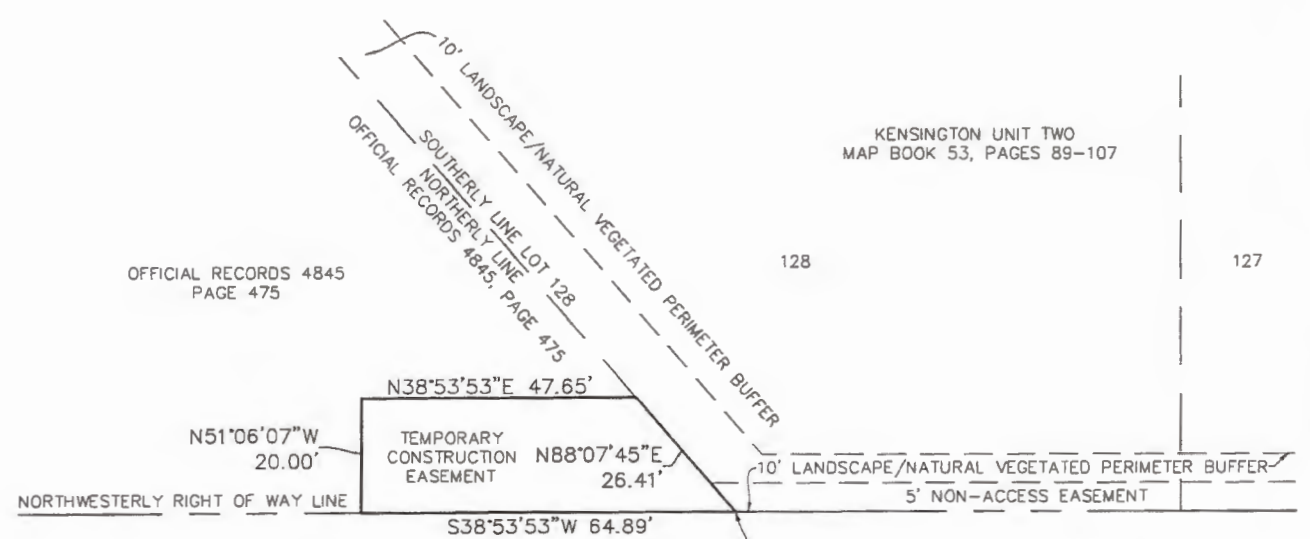 10' LANDSCAPE/NATURAL VEGETATED PERIMETER BUFFER
SOUTHERLY LINE LOT 128
NORTHERLY LINE
OFFICIAL RECORDS 4845, PAGE 475
KENSINGTON UNIT TWO
MAP BOOK 53, PAGES 89-107
OFFICIAL RECORDS 4845
PAGE 475
128
127
N38°53'53"E 47.65'
N51°06'07"W
20.00'
TEMPORARY
CONSTRUCTION
EASEMENT
N88°07'45"E
26.41'
10' LANDSCAPE/NATURAL VEGETATED PERIMETER BUFFER
5' NON-ACCESS EASEMENT
NORTHWESTERLY RIGHT OF WAY LINE
S38°53'53"W 64.89'